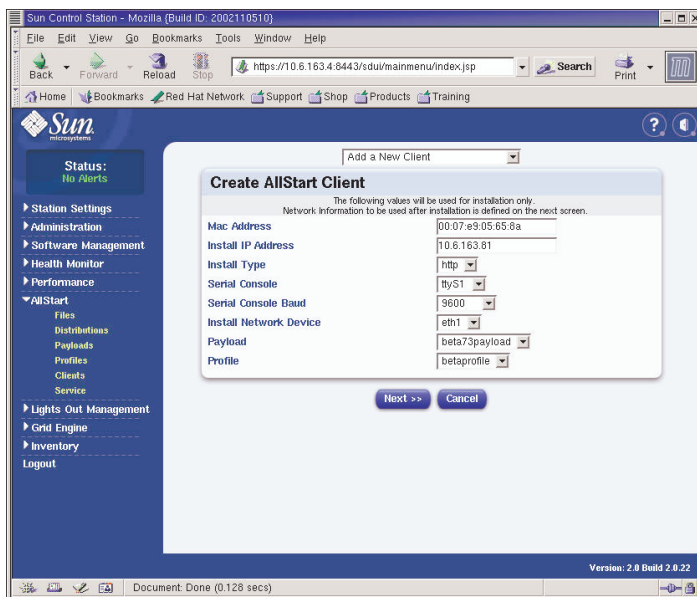 Sun Control Station - Mozilla {Build ID: 2002110510}
File Edit View Go Bookmarks Tools Window Help
Back Forward Reload Stop https://10.6.163.4:8443/sdui/mainmenu/index.jsp Search Print
Home Bookmarks Red Hat Network Support Shop Products Training
Sun
microsystems
?
Status:
No Alerts
Station Settings
Administration
Software Management
Health Monitor
Performance
AllStart
Files
Distributions
Payloads
Profiles
Clients
Service
Lights Out Management
Grid Engine
Inventory
Logout
Add a New Client
Create AllStart Client
The following values will be used for installation only.
Network Information to be used after installation is defined on the next screen.
Mac Address 00:07:e9:05:65:8a
Install IP Address 10.6.163.81
Install Type http
Serial Console ttyS1
Serial Console Baud 9600
Install Network Device eth1
Payload beta73payload
Profile betaprofile
Next >> Cancel
Version: 2.0 Build 2.0.22
Document: Done (0.128 secs)